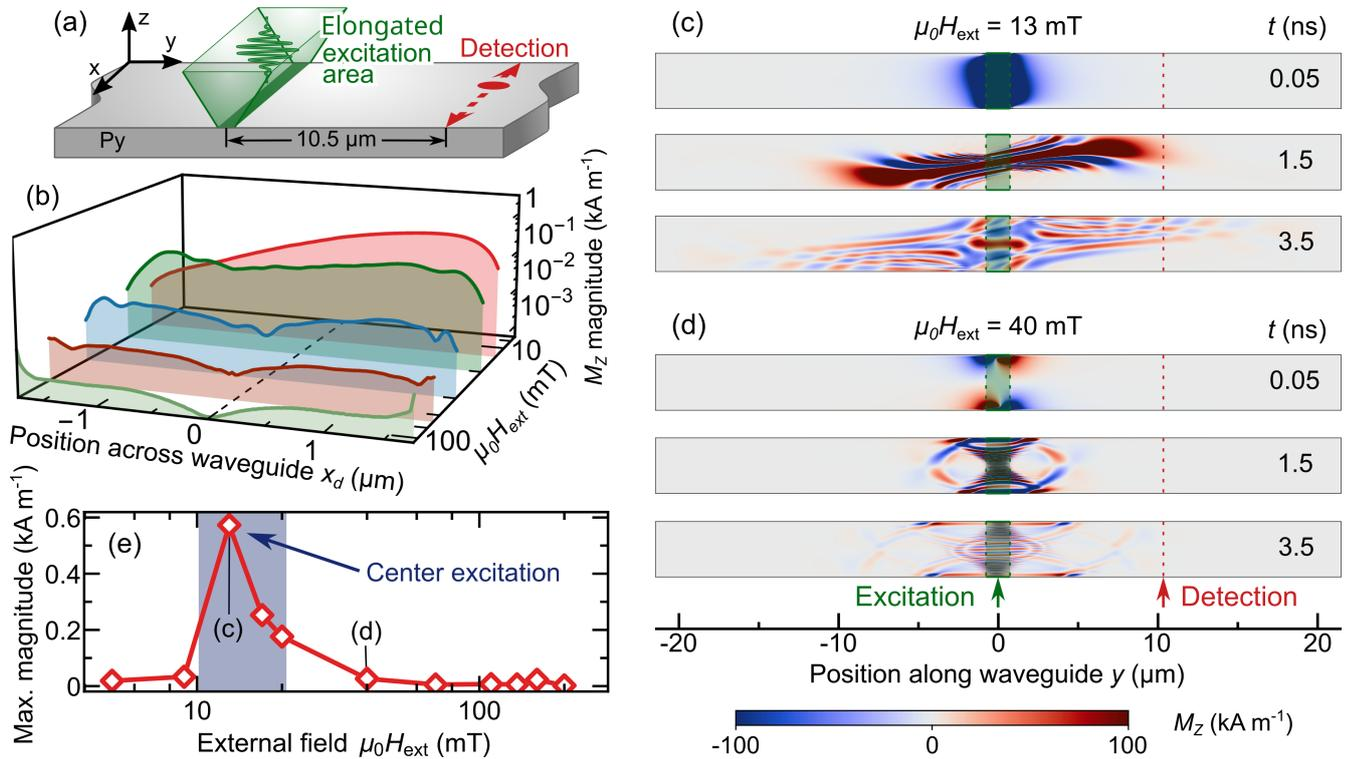 (a)
z
y
x
Elongated
excitation
area
Detection
Py
10.5 µm
(b)
1
10⁻¹
10⁻²
10⁻³
10
100
M_Z magnitude (kA m⁻¹)
µ₀H_ext (mT)
−1
0
1
Position across waveguide x_d (µm)
(e)
Max. magnitude (kA m⁻¹)
0.6
0.4
0.2
0
Center excitation
(c)
(d)
10
100
External field µ₀H_ext (mT)
(c)
µ₀H_ext = 13 mT
t (ns)
0.05
1.5
3.5
(d)
µ₀H_ext = 40 mT
t (ns)
0.05
1.5
3.5
Excitation
Detection
-20
-10
0
10
20
Position along waveguide y (µm)
-100
0
100
M_Z (kA m⁻¹)